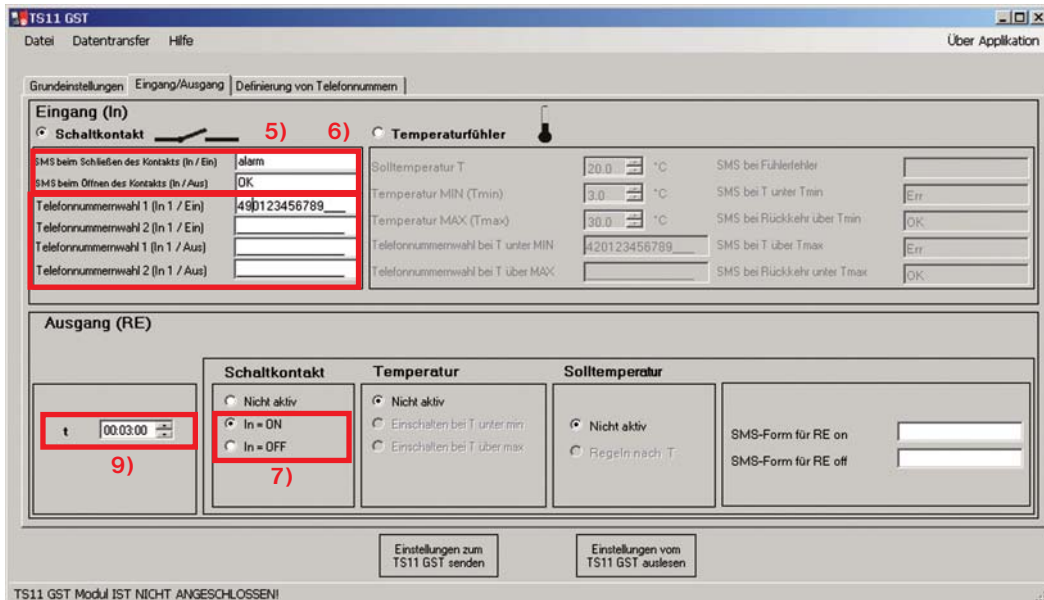 TS11 GST
Datei Datentransfer Hilfe Über Applikation
Grundeinstellungen Eingang/Ausgang Definierung von Telefonnummern
Eingang (In)
Schaltkontakt 5) 6) Temperaturfühler
SMS beim Schließen des Kontakts (In / Ein) alarm
SMS beim Öffnen des Kontakts (In / Aus) OK
Telefonnummernwahl 1 (In 1 / Ein) 490123456789___
Telefonnummernwahl 2 (In 1 / Ein) _______________
Telefonnummernwahl 1 (In 1 / Aus) _______________
Telefonnummernwahl 2 (In 1 / Aus) _______________
Solltemperatur T 20.0 °C SMS bei Fühlerfehler
Temperatur MIN (Tmin) 3.0 °C SMS bei T unter Tmin Err
Temperatur MAX (Tmax) 30.0 °C SMS bei Rückkehr über Tmin OK
Telefonnummernwahl bei T unter MIN 420123456789___ SMS bei T über Tmax Err
Telefonnummernwahl bei T über MAX _______________ SMS bei Rückkehr unter Tmax OK
Ausgang (RE)
t 00:03:00
9)
Schaltkontakt
Nicht aktiv
In = ON
In = OFF
7)
Temperatur
Nicht aktiv
Einschalten bei T unter min
Einschalten bei T über max
Solltemperatur
Nicht aktiv
Regeln nach T
SMS-Form für RE on
SMS-Form für RE off
Einstellungen zum
TS11 GST senden
Einstellungen vom
TS11 GST auslesen
TS11 GST Modul IST NICHT ANGESCHLOSSEN!